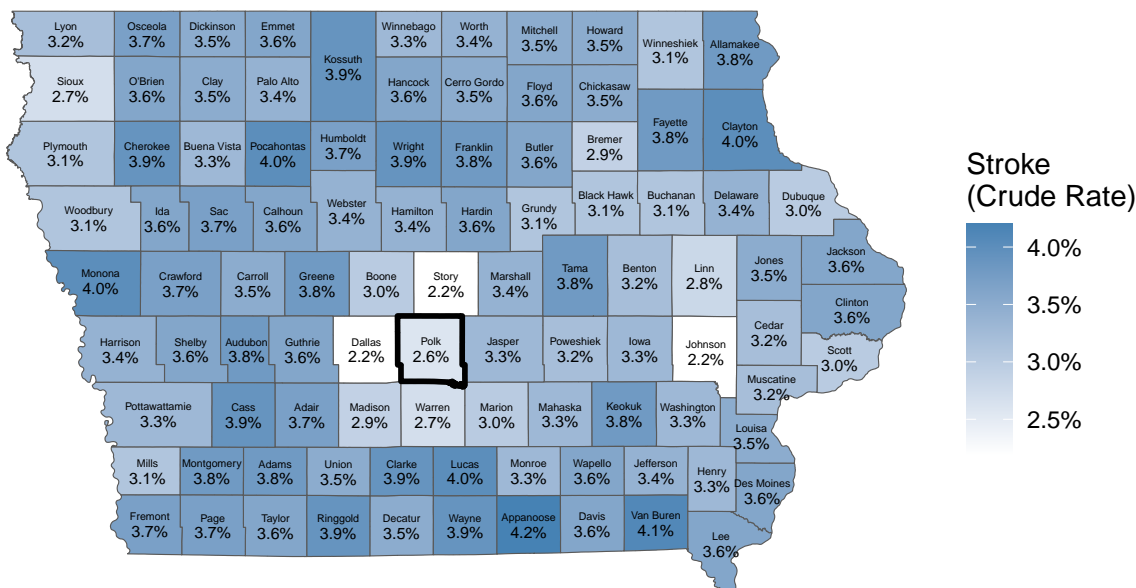 Lyon
3.2%
Osceola
3.7%
Dickinson
3.5%
Emmet
3.6%
Winnebago
3.3%
Worth
3.4%
Mitchell
3.5%
Howard
3.5%
Winneshiek
3.1%
Allamakee
3.8%
Kossuth
3.9%
Sioux
2.7%
O'Brien
3.6%
Clay
3.5%
Palo Alto
3.4%
Hancock
3.6%
Cerro Gordo
3.5%
Floyd
3.6%
Chickasaw
3.5%
Fayette
3.8%
Clayton
4.0%
Plymouth
3.1%
Cherokee
3.9%
Buena Vista
3.3%
Pocahontas
4.0%
Humboldt
3.7%
Wright
3.9%
Franklin
3.8%
Butler
3.6%
Bremer
2.9%
Woodbury
3.1%
Ida
3.6%
Sac
3.7%
Calhoun
3.6%
Webster
3.4%
Hamilton
3.4%
Hardin
3.6%
Grundy
3.1%
Black Hawk
3.1%
Buchanan
3.1%
Delaware
3.4%
Dubuque
3.0%
Monona
4.0%
Crawford
3.7%
Carroll
3.5%
Greene
3.8%
Boone
3.0%
Story
2.2%
Marshall
3.4%
Tama
3.8%
Benton
3.2%
Linn
2.8%
Jones
3.5%
Jackson
3.6%
Clinton
3.6%
Harrison
3.4%
Shelby
3.6%
Audubon
3.8%
Guthrie
3.6%
Dallas
2.2%
Polk
2.6%
Jasper
3.3%
Poweshiek
3.2%
Iowa
3.3%
Johnson
2.2%
Cedar
3.2%
Scott
3.0%
Muscatine
3.2%
Pottawattamie
3.3%
Cass
3.9%
Adair
3.7%
Madison
2.9%
Warren
2.7%
Marion
3.0%
Mahaska
3.3%
Keokuk
3.8%
Washington
3.3%
Louisa
3.5%
Mills
3.1%
Montgomery
3.8%
Adams
3.8%
Union
3.5%
Clarke
3.9%
Lucas
4.0%
Monroe
3.3%
Wapello
3.6%
Jefferson
3.4%
Henry
3.3%
Des Moines
3.6%
Fremont
3.7%
Page
3.7%
Taylor
3.6%
Ringgold
3.9%
Decatur
3.5%
Wayne
3.9%
Appanoose
4.2%
Davis
3.6%
Van Buren
4.1%
Lee
3.6%
Stroke
(Crude Rate)
4.0%
3.5%
3.0%
2.5%